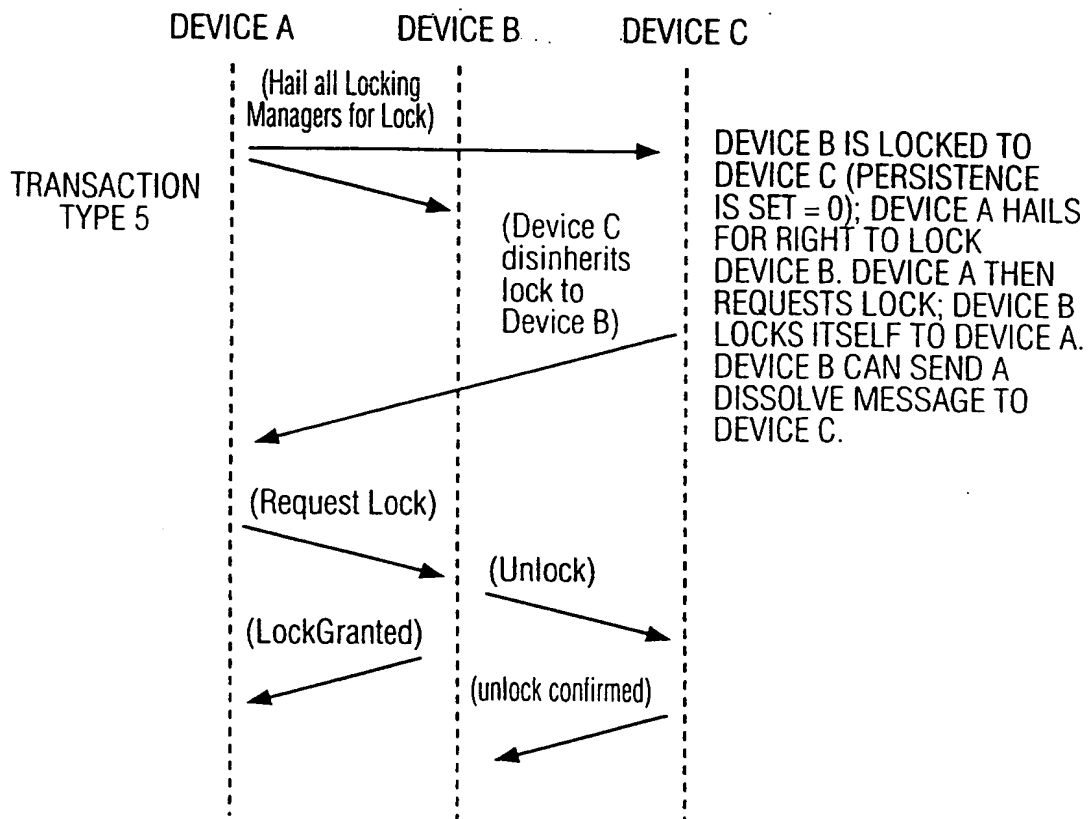 DEVICE A DEVICE B DEVICE C
(Hail all Locking
Managers for Lock)
TRANSACTION
TYPE 5
DEVICE B IS LOCKED TO
DEVICE C (PERSISTENCE
IS SET = 0); DEVICE A HAILS
FOR RIGHT TO LOCK
DEVICE B. DEVICE A THEN
REQUESTS LOCK; DEVICE B
LOCKS ITSELF TO DEVICE A.
DEVICE B CAN SEND A
DISSOLVE MESSAGE TO
DEVICE C.
(Device C
disinherits
lock to
Device B)
(Request Lock)
(Unlock)
(LockGranted)
(unlock confirmed)